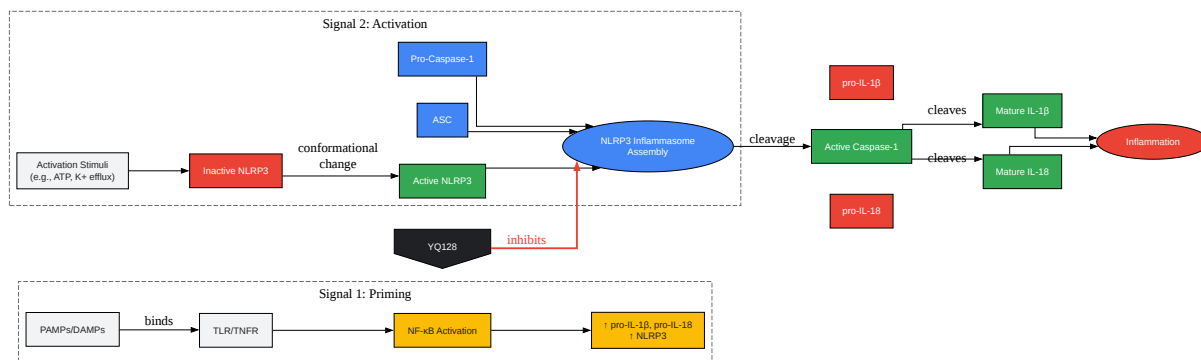 Signal 2: Activation
Pro-Caspase-1
ASC
Activation Stimuli
(e.g., ATP, K+ efflux)
Inactive NLRP3
conformational
change
Active NLRP3
NLRP3 Inflammasome
Assembly
cleavage
pro-IL-1β
Active Caspase-1
pro-IL-18
cleaves
cleaves
Mature IL-1β
Mature IL-18
Inflammation
YQ128
inhibits
Signal 1: Priming
PAMPs/DAMPs
binds
TLR/TNFR
NF-κB Activation
↑ pro-IL-1β, pro-IL-18
↑ NLRP3